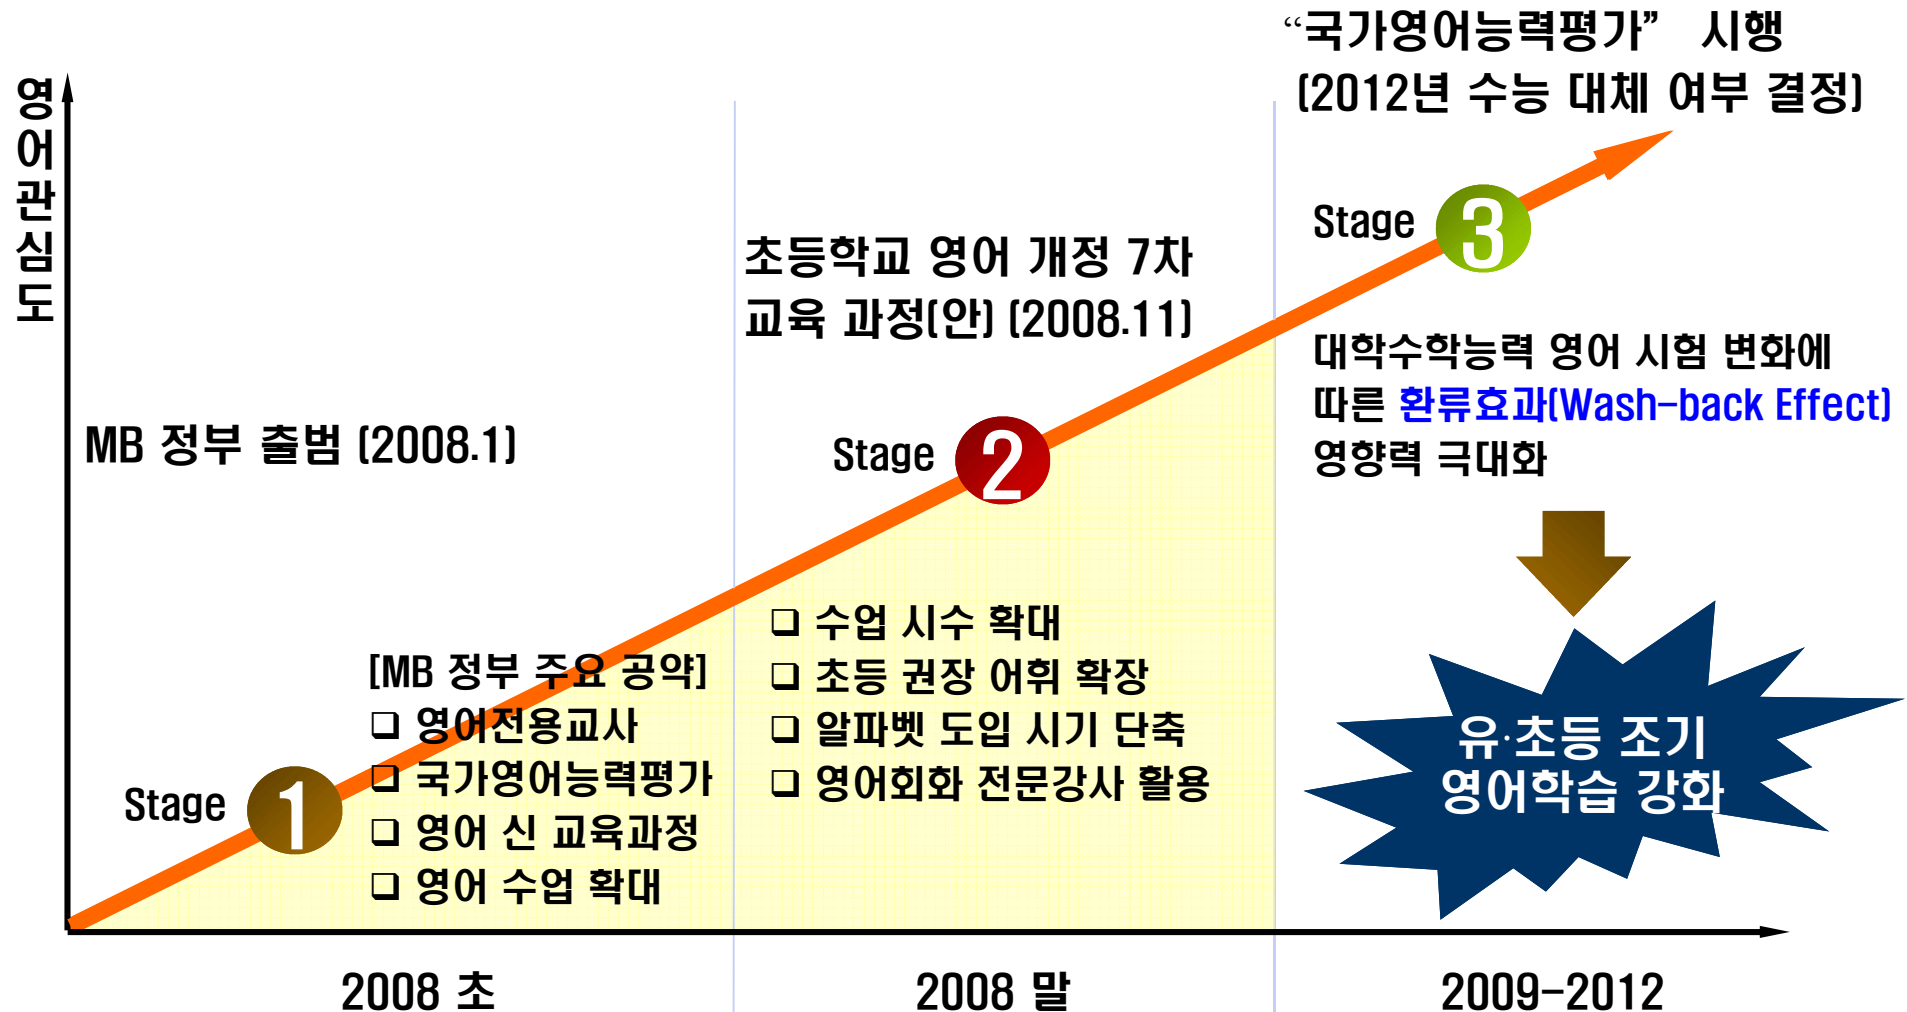 영어관심도
MB 정부 출범 (2008.1)
Stage 1
[MB 정부 주요 공약]
❑ 영어전용교사
❑ 국가영어능력평가
❑ 영어 신 교육과정
❑ 영어 수업 확대
2008 초
초등학교 영어 개정 7차
교육 과정(안) (2008.11)
Stage 2
❑ 수업 시수 확대
❑ 초등 권장 어휘 확장
❑ 알파벳 도입 시기 단축
❑ 영어회화 전문강사 활용
2008 말
“국가영어능력평가” 시행
(2012년 수능 대체 여부 결정)
Stage 3
대학수학능력 영어 시험 변화에
따른 환류효과(Wash-back Effect)
영향력 극대화
유·초등 조기
영어학습 강화
2009-2012